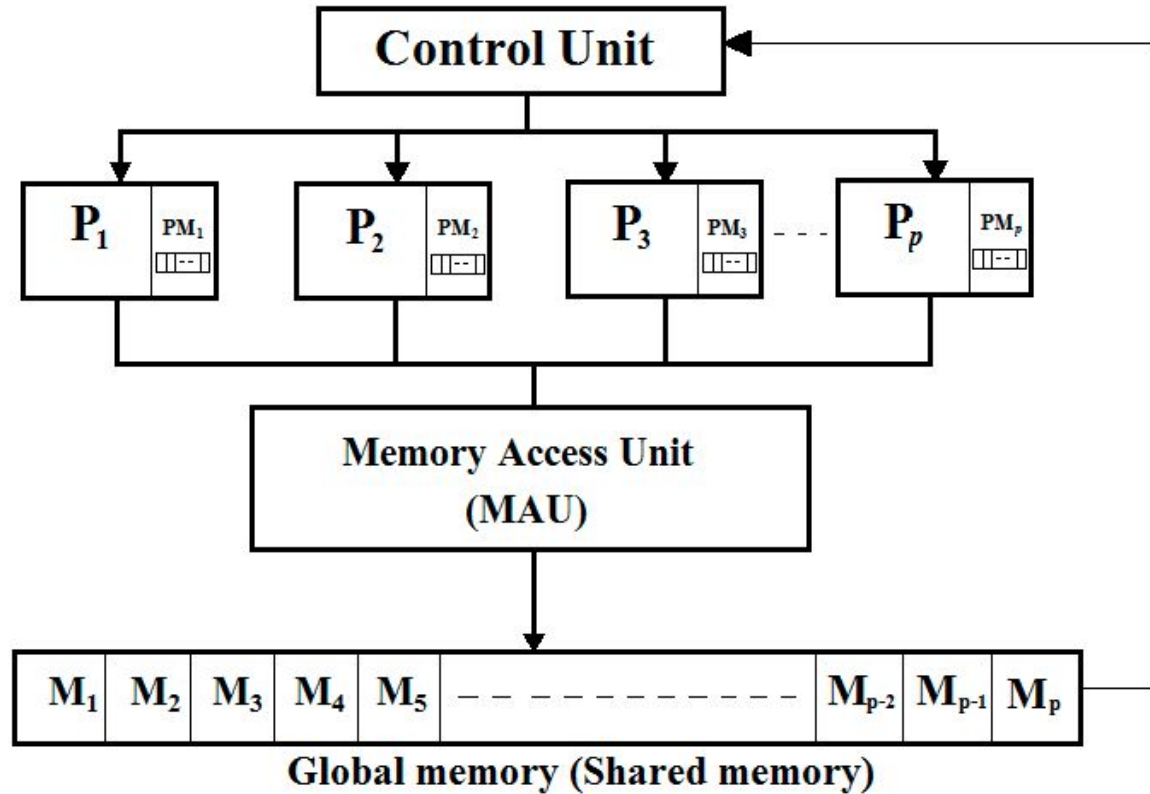 Control Unit
P₁ PM₁ P₂ PM₂ P₃ PM₃ Pₚ PMₚ
Memory Access Unit
(MAU)
M₁ M₂ M₃ M₄ M₅ Mₚ₋₂ Mₚ₋₁ Mₚ
Global memory (Shared memory)